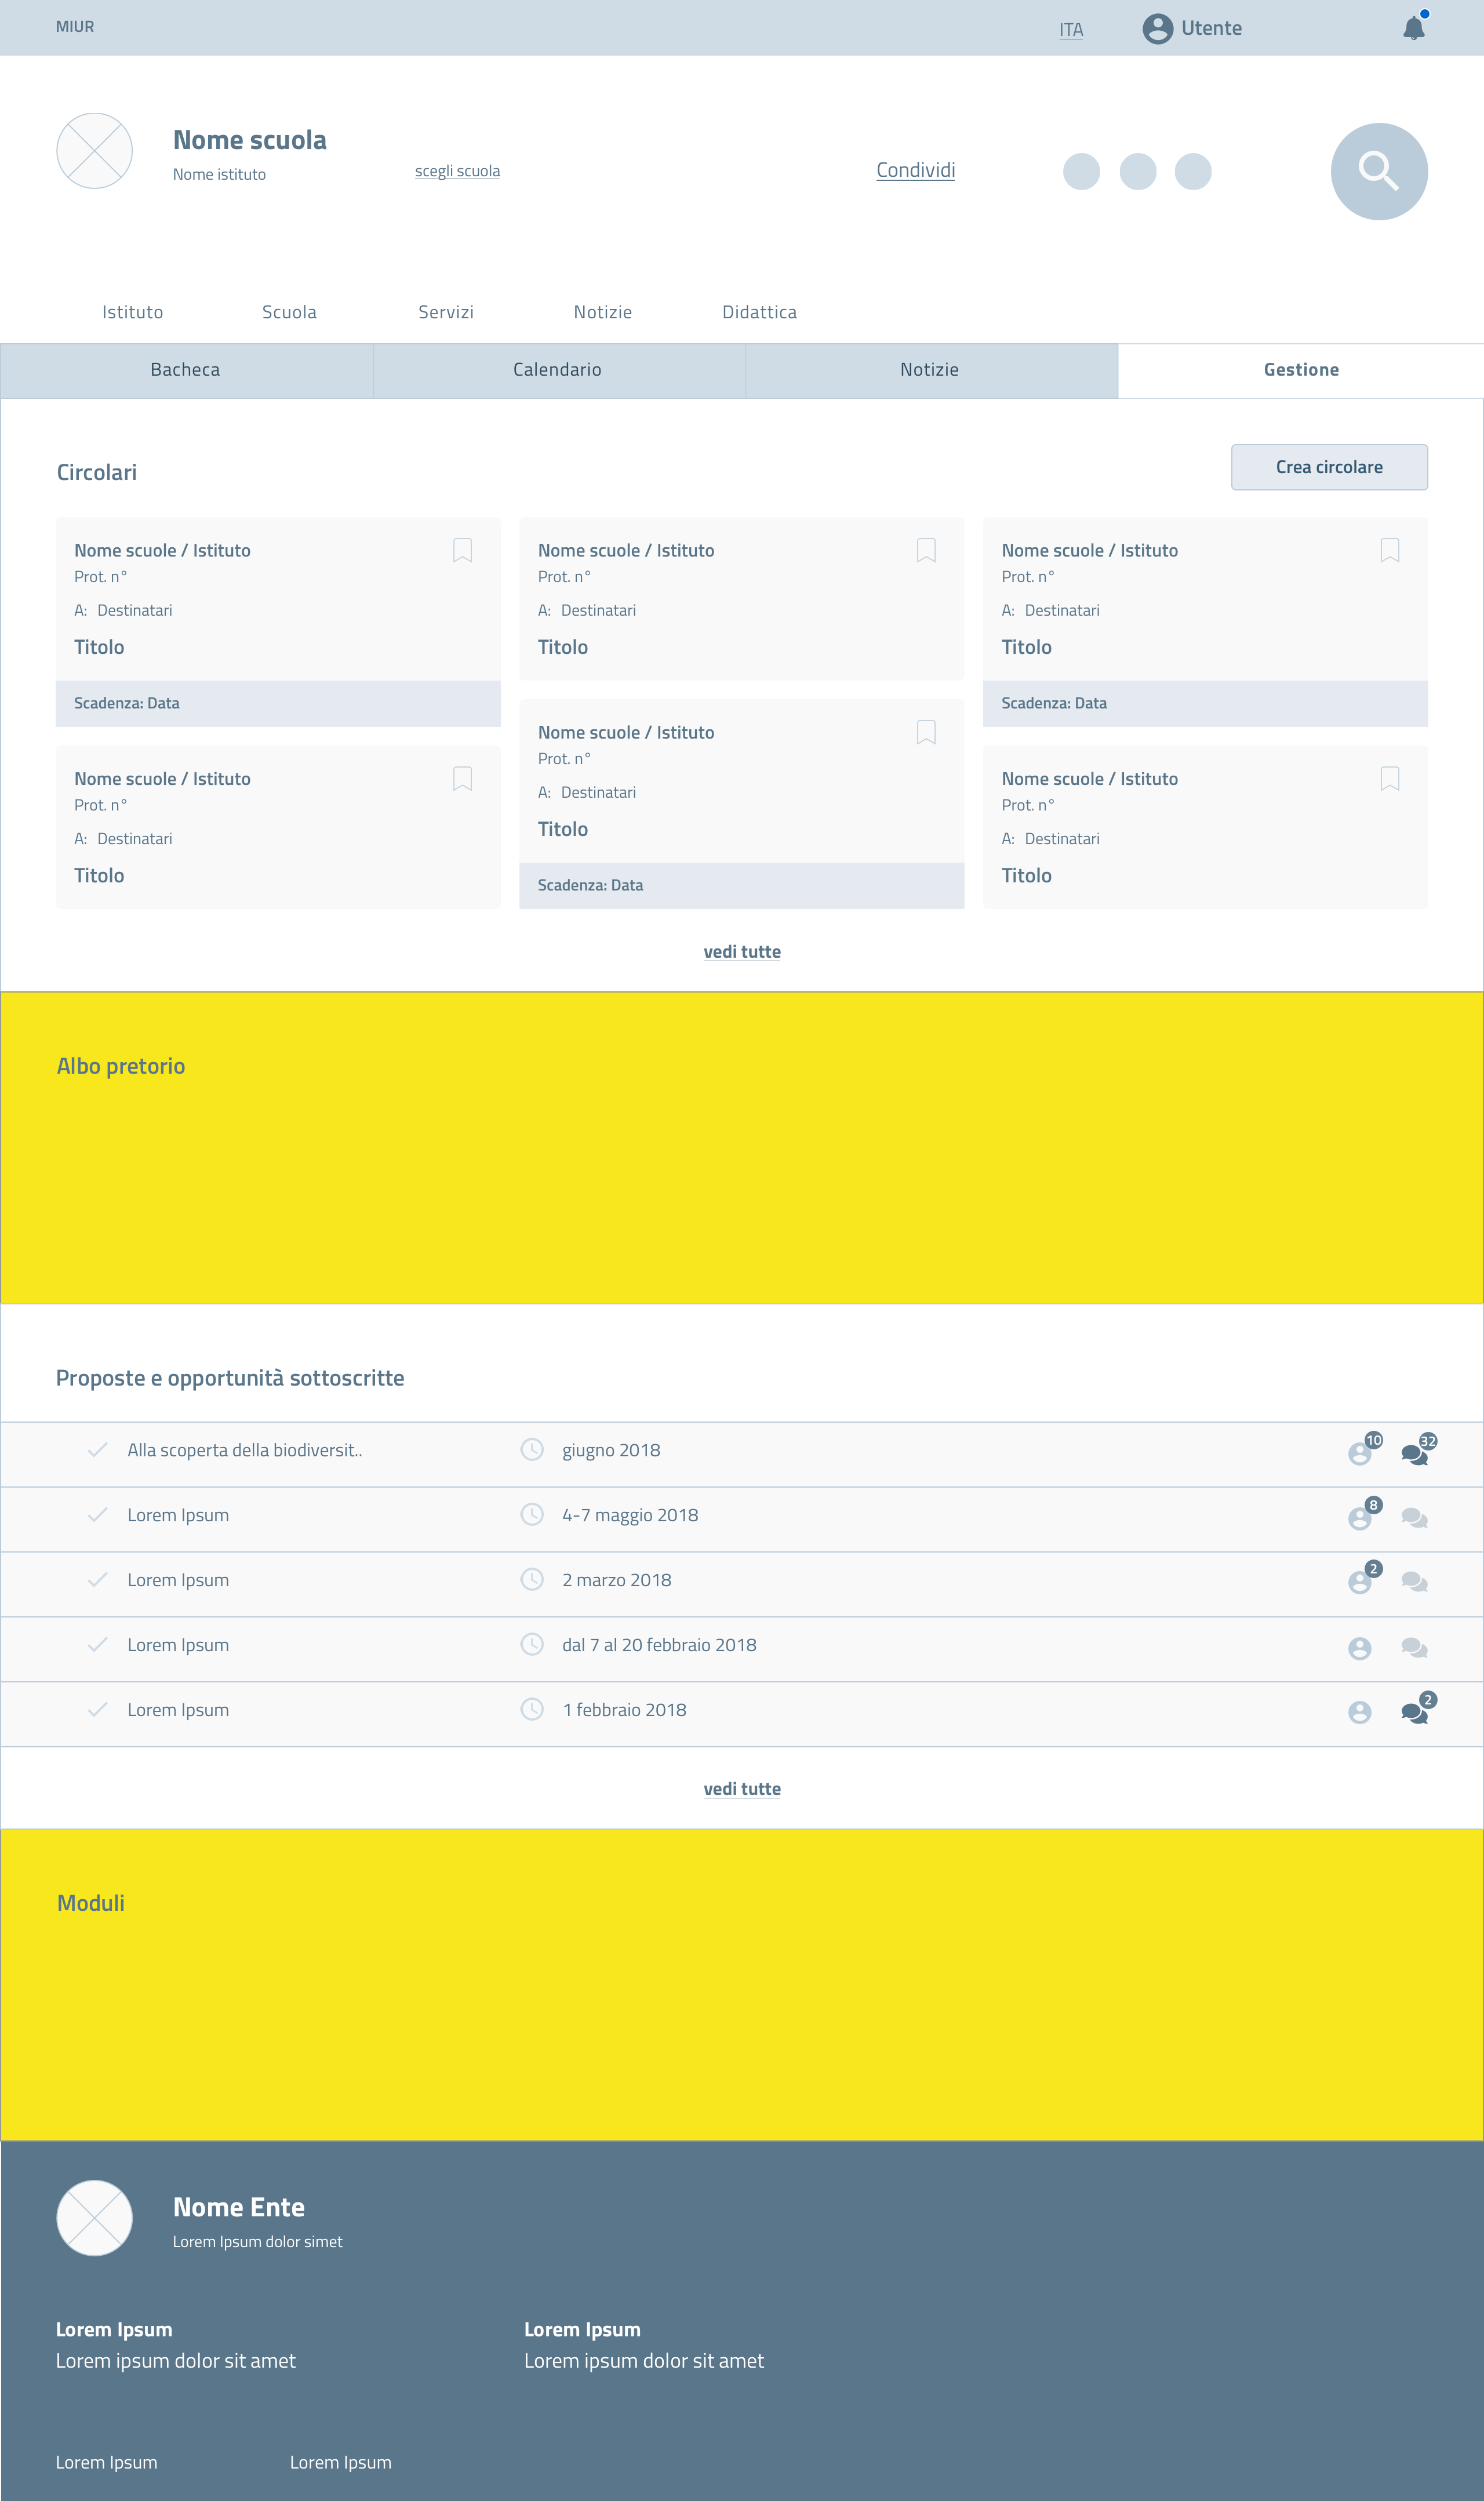 MIUR
ITA
Utente
Nome scuola
Nome istituto
scegli scuola
Condividi
Istituto
Scuola
Servizi
Notizie
Didattica
Bacheca
Calendario
Notizie
Gestione
Circolari
Crea circolare
Nome scuole / Istituto
Prot. n°
A: Destinatari
Titolo
Scadenza: Data
Nome scuole / Istituto
Prot. n°
A: Destinatari
Titolo
Nome scuole / Istituto
Prot. n°
A: Destinatari
Titolo
Scadenza: Data
Nome scuole / Istituto
Prot. n°
A: Destinatari
Titolo
Nome scuole / Istituto
Prot. n°
A: Destinatari
Titolo
Scadenza: Data
Nome scuole / Istituto
Prot. n°
A: Destinatari
Titolo
vedi tutte
Albo pretorio
Proposte e opportunità sottoscritte
Alla scoperta della biodiversit.. giugno 2018 10 32
Lorem Ipsum 4-7 maggio 2018 8
Lorem Ipsum 2 marzo 2018 2
Lorem Ipsum dal 7 al 20 febbraio 2018
Lorem Ipsum 1 febbraio 2018 2
vedi tutte
Moduli
Nome Ente
Lorem Ipsum dolor simet
Lorem Ipsum
Lorem ipsum dolor sit amet
Lorem Ipsum
Lorem ipsum dolor sit amet
Lorem Ipsum
Lorem Ipsum